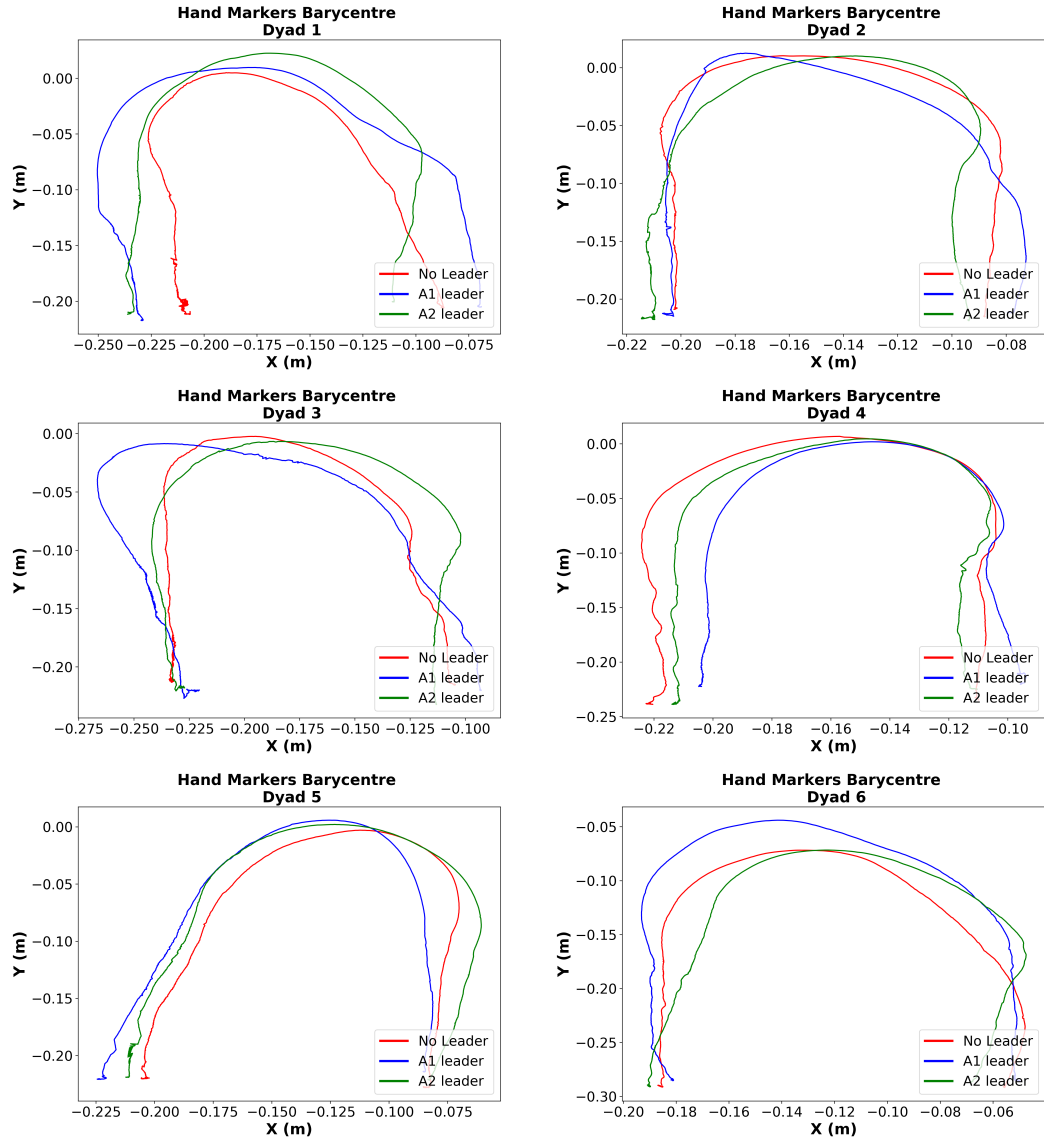 Hand Markers Barycentre
Dyad 1
0.00
−0.05
−0.10
−0.15
−0.20
Y (m)
−0.250 −0.225 −0.200 −0.175 −0.150 −0.125 −0.100 −0.075
X (m)
No Leader
A1 leader
A2 leader
Hand Markers Barycentre
Dyad 2
0.00
−0.05
−0.10
−0.15
−0.20
Y (m)
−0.22 −0.20 −0.18 −0.16 −0.14 −0.12 −0.10 −0.08
X (m)
No Leader
A1 leader
A2 leader
Hand Markers Barycentre
Dyad 3
0.00
−0.05
−0.10
−0.15
−0.20
Y (m)
−0.275 −0.250 −0.225 −0.200 −0.175 −0.150 −0.125 −0.100
X (m)
No Leader
A1 leader
A2 leader
Hand Markers Barycentre
Dyad 4
0.00
−0.05
−0.10
−0.15
−0.20
−0.25
Y (m)
−0.22 −0.20 −0.18 −0.16 −0.14 −0.12 −0.10
X (m)
No Leader
A1 leader
A2 leader
Hand Markers Barycentre
Dyad 5
0.00
−0.05
−0.10
−0.15
−0.20
Y (m)
−0.225 −0.200 −0.175 −0.150 −0.125 −0.100 −0.075
X (m)
No Leader
A1 leader
A2 leader
Hand Markers Barycentre
Dyad 6
−0.05
−0.10
−0.15
−0.20
−0.25
−0.30
Y (m)
−0.20 −0.18 −0.16 −0.14 −0.12 −0.10 −0.08 −0.06
X (m)
No Leader
A1 leader
A2 leader